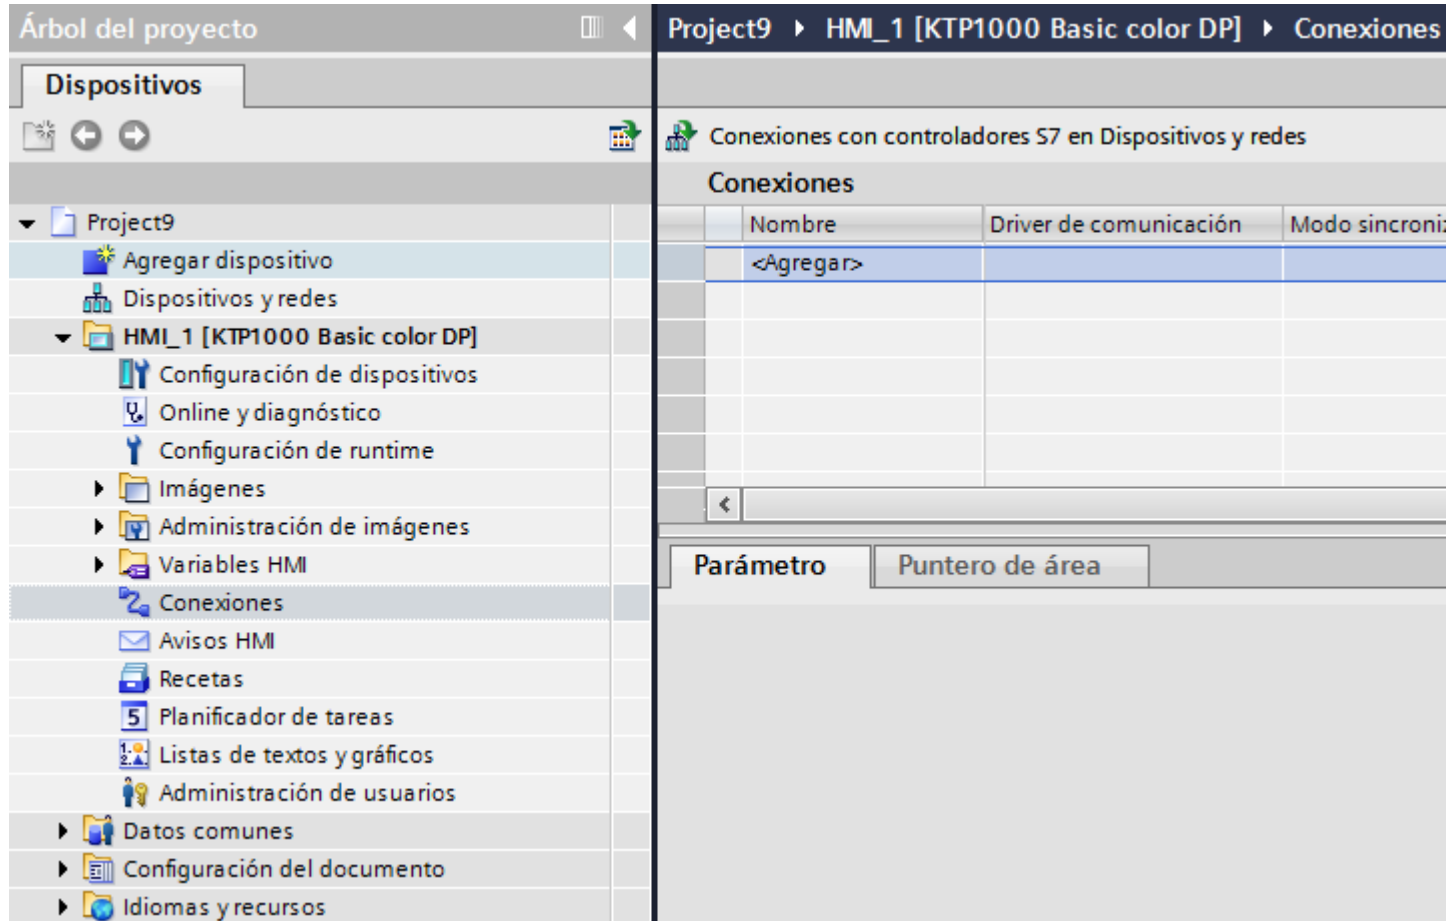 Árbol del proyecto
Dispositivos
Project9
Agregar dispositivo
Dispositivos y redes
HMI_1 [KTP1000 Basic color DP]
Configuración de dispositivos
Online y diagnóstico
Configuración de runtime
Imágenes
Administración de imágenes
Variables HMI
Conexiones
Avisos HMI
Recetas
Planificador de tareas
Listas de textos y gráficos
Administración de usuarios
Datos comunes
Configuración del documento
Idiomas y recursos
Project9 ▸ HMI_1 [KTP1000 Basic color DP] ▸ Conexiones
Conexiones con controladores S7 en Dispositivos y redes
Conexiones
Nombre Driver de comunicación Modo sincroniz
<Agregar>
Parámetro Puntero de área